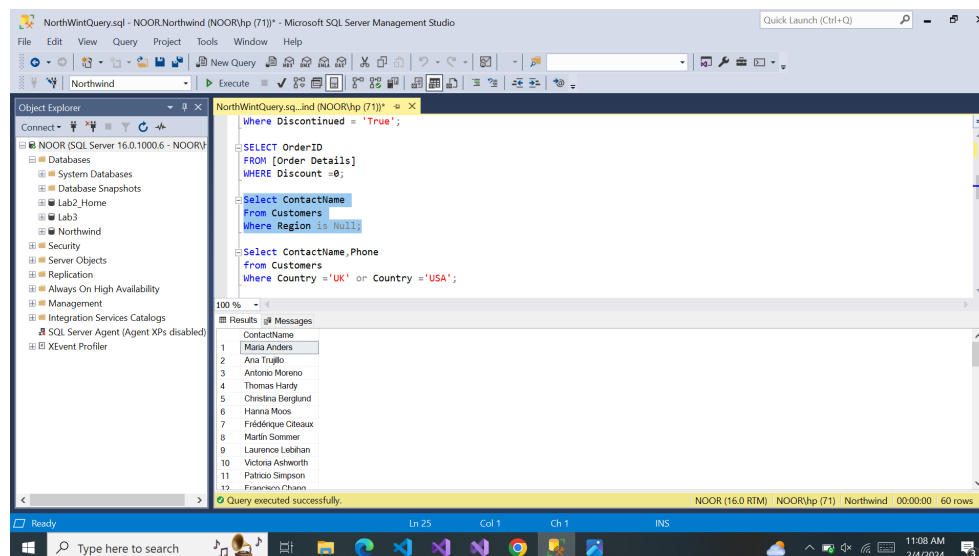 NorthWintQuery.sql - NOOR.Northwind (NOOR\hp (71))* - Microsoft SQL Server Management Studio
Quick Launch (Ctrl+Q)
File Edit View Query Project Tools Window Help
New Query
Northwind
Execute
Object Explorer
Connect
NOOR (SQL Server 16.0.1000.6 - NOOR\
Databases
System Databases
Database Snapshots
Lab2_Home
Lab3
Northwind
Security
Server Objects
Replication
Always On High Availability
Management
Integration Services Catalogs
SQL Server Agent (Agent XPs disabled)
XEvent Profiler
NorthWintQuery.sq...ind (NOOR\hp (71))*
Where Discontinued = 'True';
SELECT OrderID
FROM [Order Details]
WHERE Discount =0;
Select ContactName
From Customers
Where Region is Null;
Select ContactName,Phone
from Customers
Where Country ='UK' or Country ='USA';
100 %
Results Messages
ContactName
1 Maria Anders
2 Ana Trujillo
3 Antonio Moreno
4 Thomas Hardy
5 Christina Berglund
6 Hanna Moos
7 Frédérique Citeaux
8 Martín Sommer
9 Laurence Lebihan
10 Victoria Ashworth
11 Patricio Simpson
12 Francisco Chang
Query executed successfully.
NOOR (16.0 RTM) NOOR\hp (71) Northwind 00:00:00 60 rows
Ready Ln 25 Col 1 Ch 1 INS
Type here to search
11:08 AM
2/4/2024